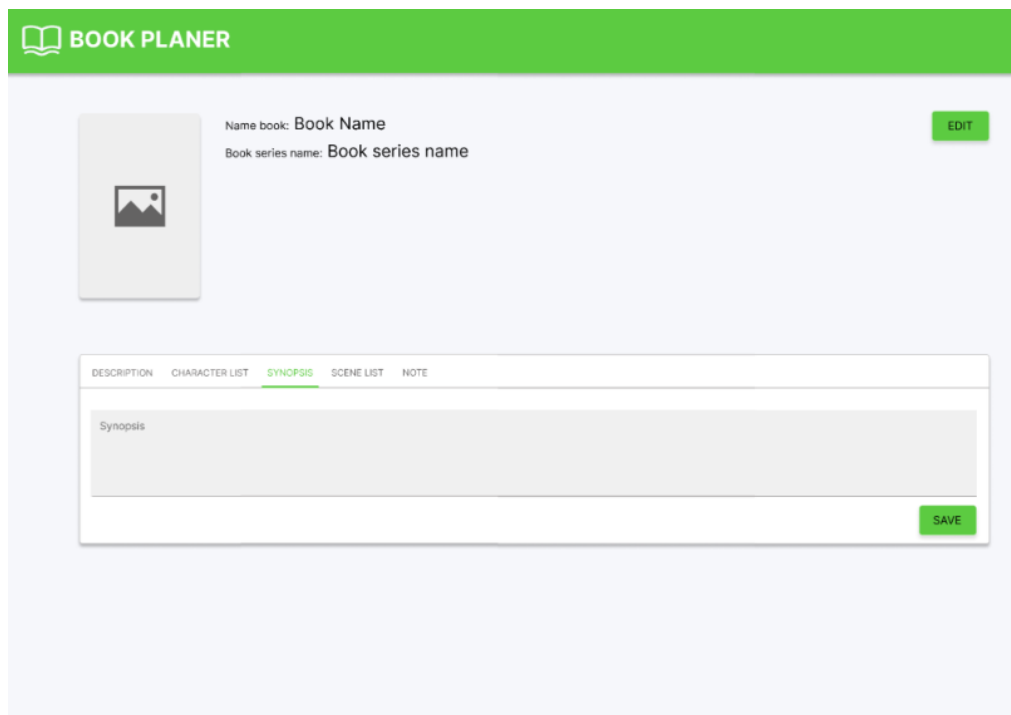 BOOK PLANER
Name book: Book Name
EDIT
Book series name: Book series name
DESCRIPTION CHARACTER LIST SYNOPSIS SCENE LIST NOTE
Synopsis
SAVE